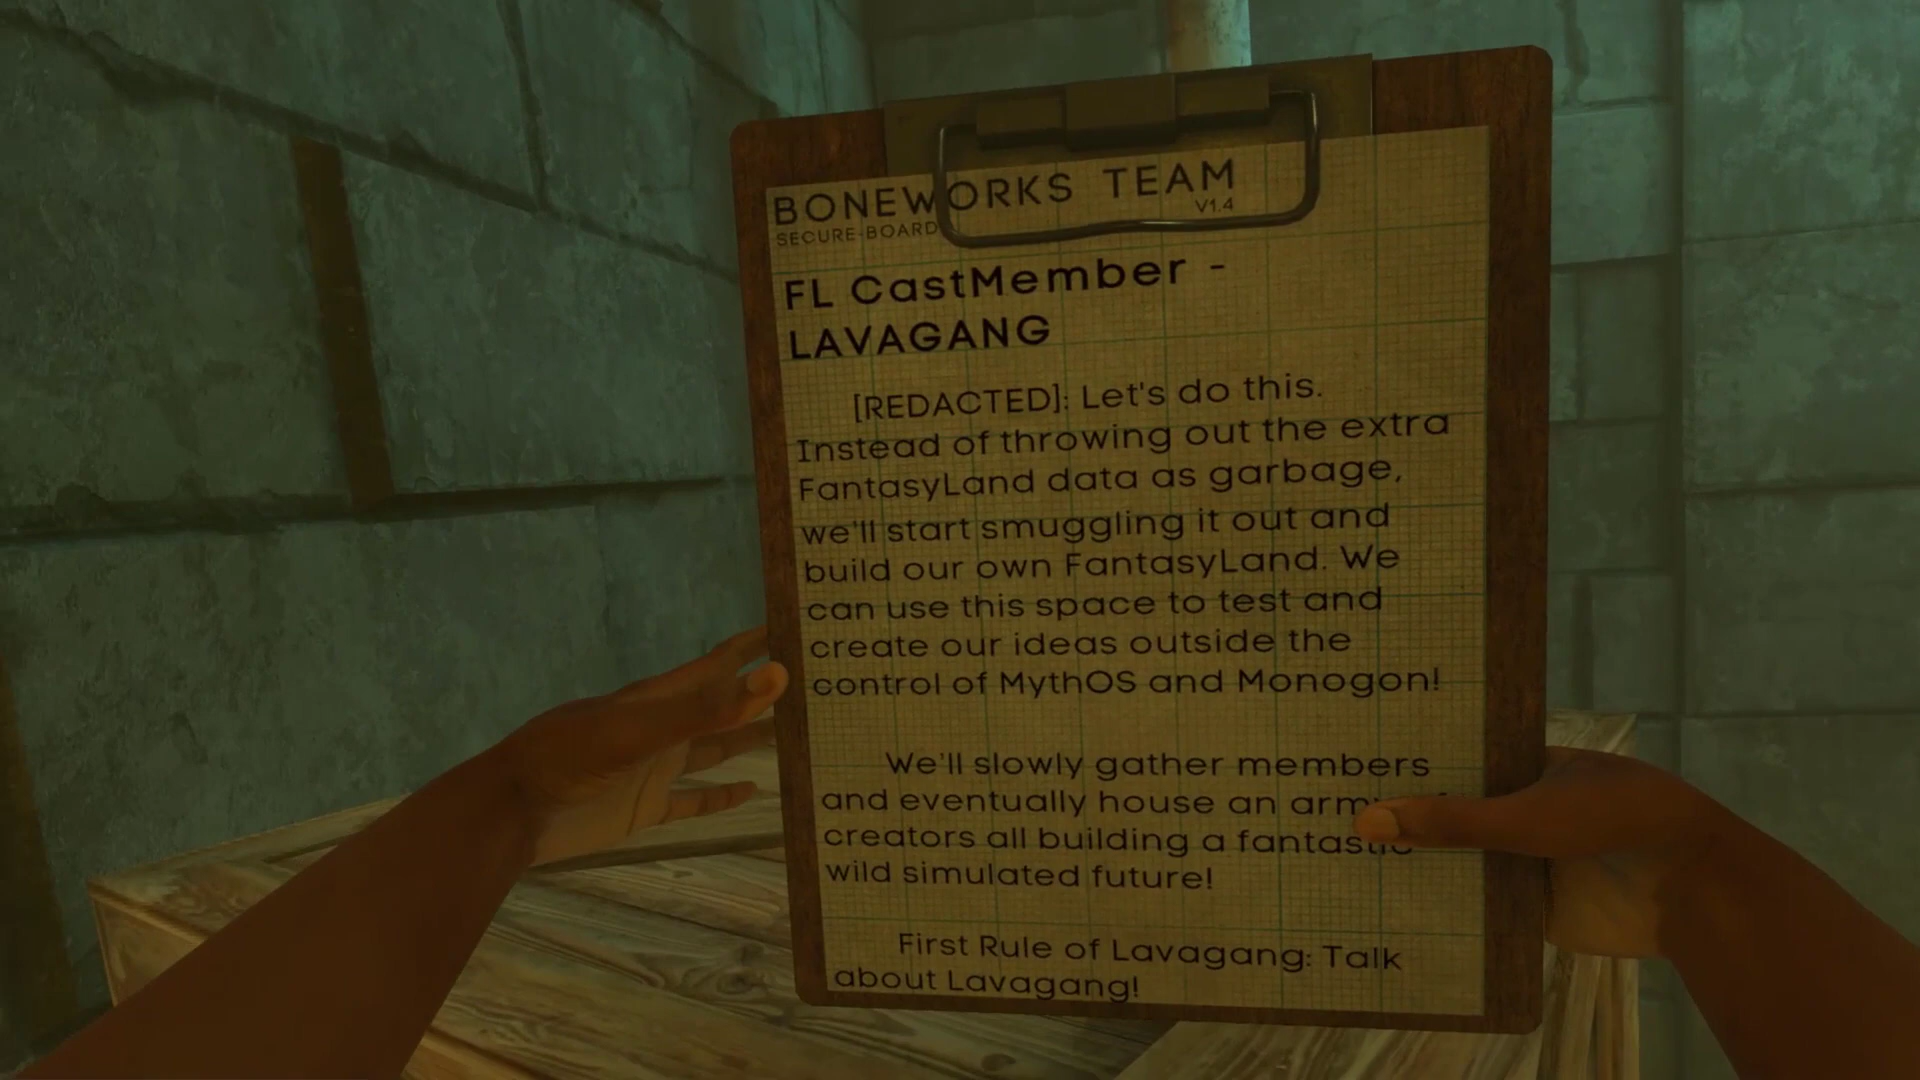 BONEWORKS TEAM
V1.4
SECURE-BOARD
FL CastMember -
LAVAGANG
[REDACTED]: Let's do this.
Instead of throwing out the extra
FantasyLand data as garbage,
we'll start smuggling it out and
build our own FantasyLand. We
can use this space to test and
create our ideas outside the
control of MythOS and Monogon!
We'll slowly gather members
and eventually house an army
creators all building a fantastic
wild simulated future!
First Rule of Lavagang: Talk
about Lavagang!